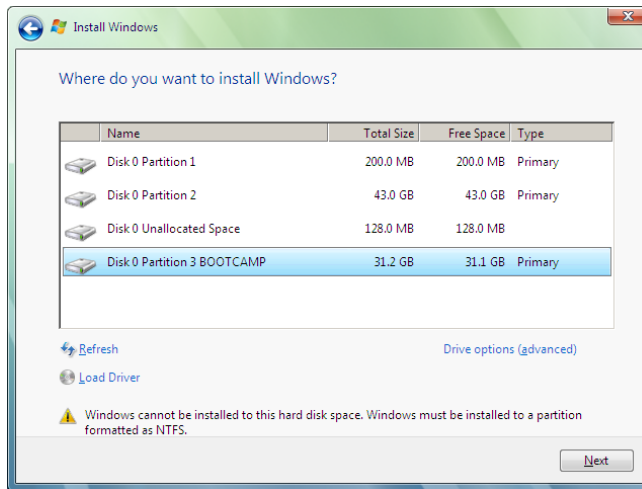 Install Windows
Where do you want to install Windows?
Name Total Size Free Space Type
Disk 0 Partition 1 200.0 MB 200.0 MB Primary
Disk 0 Partition 2 43.0 GB 43.0 GB Primary
Disk 0 Unallocated Space 128.0 MB 128.0 MB
Disk 0 Partition 3 BOOTCAMP 31.2 GB 31.1 GB Primary
Refresh Drive options (advanced)
Load Driver
Windows cannot be installed to this hard disk space. Windows must be installed to a partition
formatted as NTFS.
Next